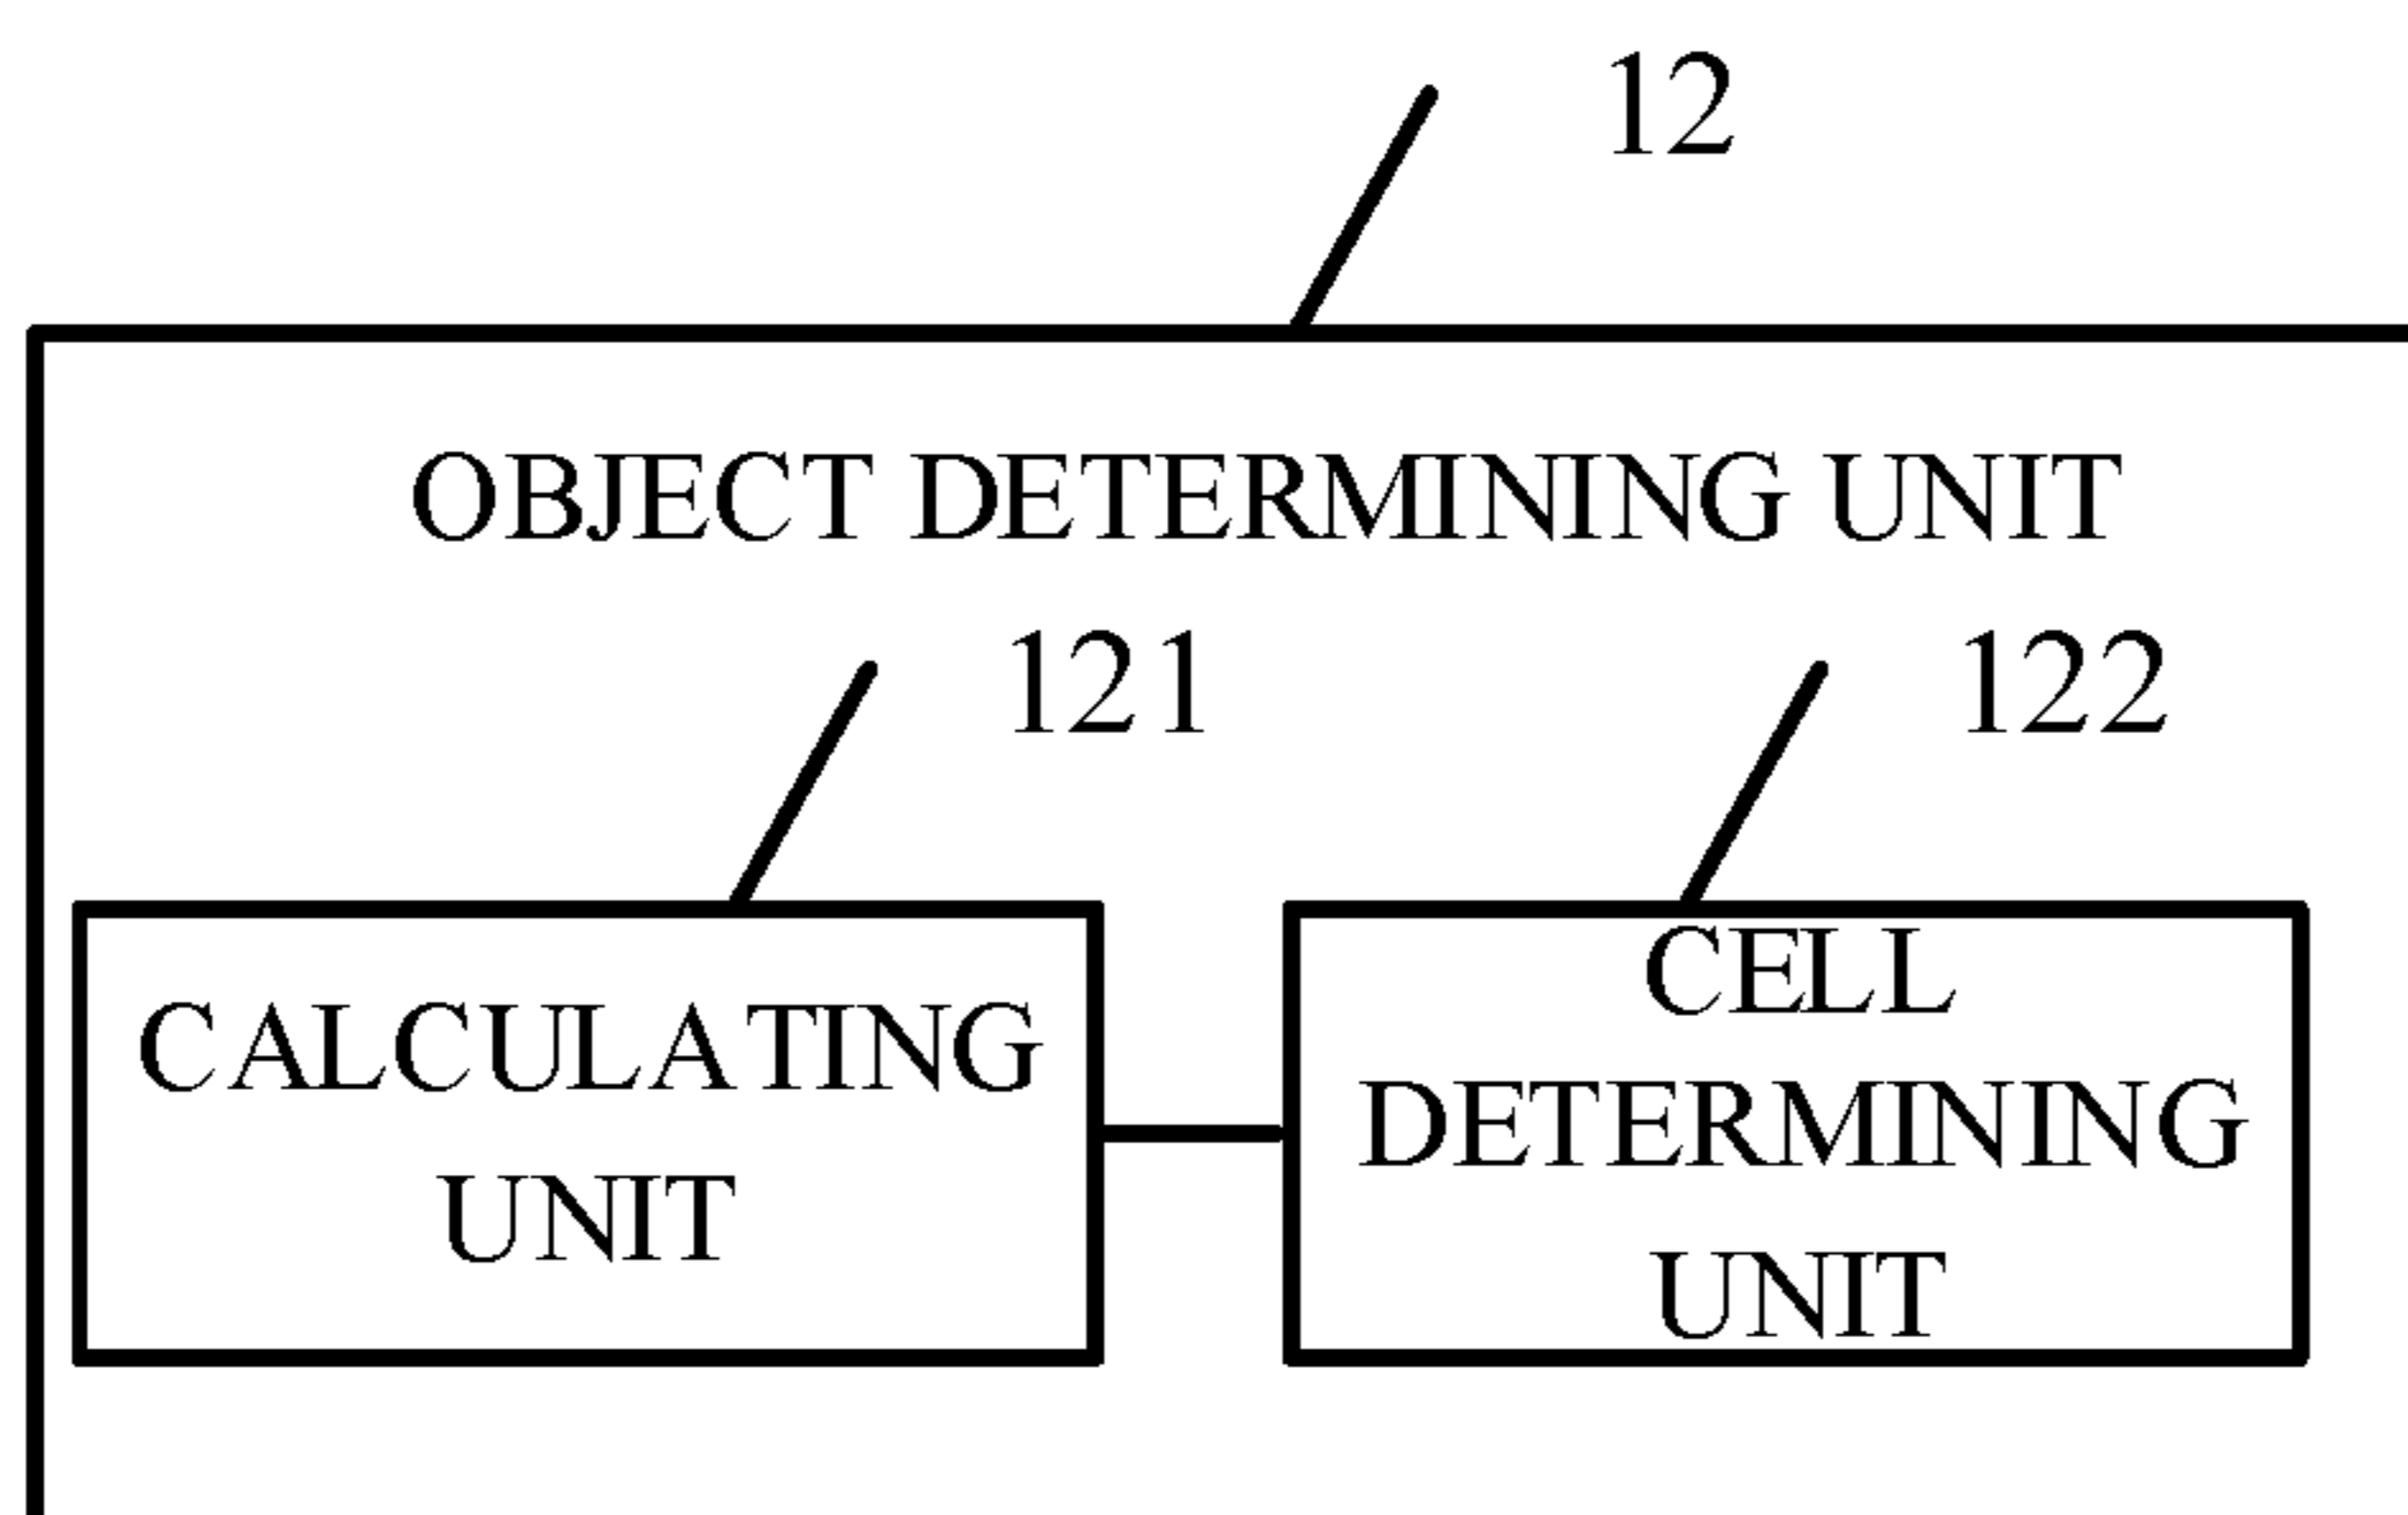 12
OBJECT DETERMINING UNIT
121
122
CALCULATING
UNIT
CELL
DETERMINING
UNIT